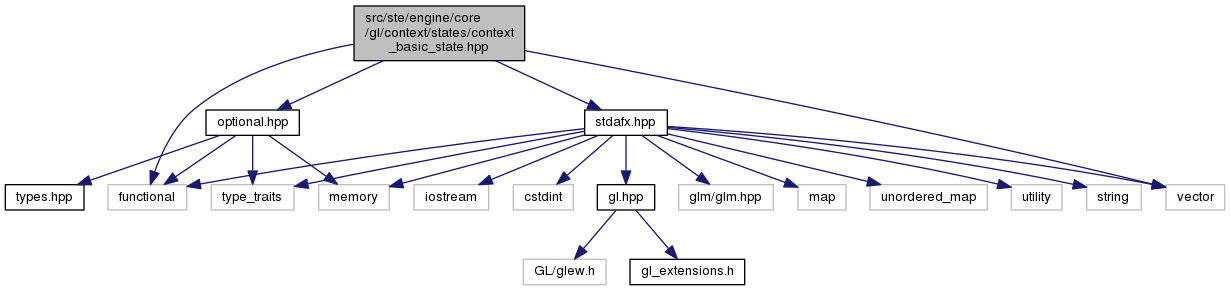 src/ste/engine/core
/gl/context/states/context
_basic_state.hpp
optional.hpp
stdafx.hpp
types.hpp
functional
type_traits
memory
iostream
cstdint
gl.hpp
glm/glm.hpp
map
unordered_map
utility
string
vector
GL/glew.h
gl_extensions.h